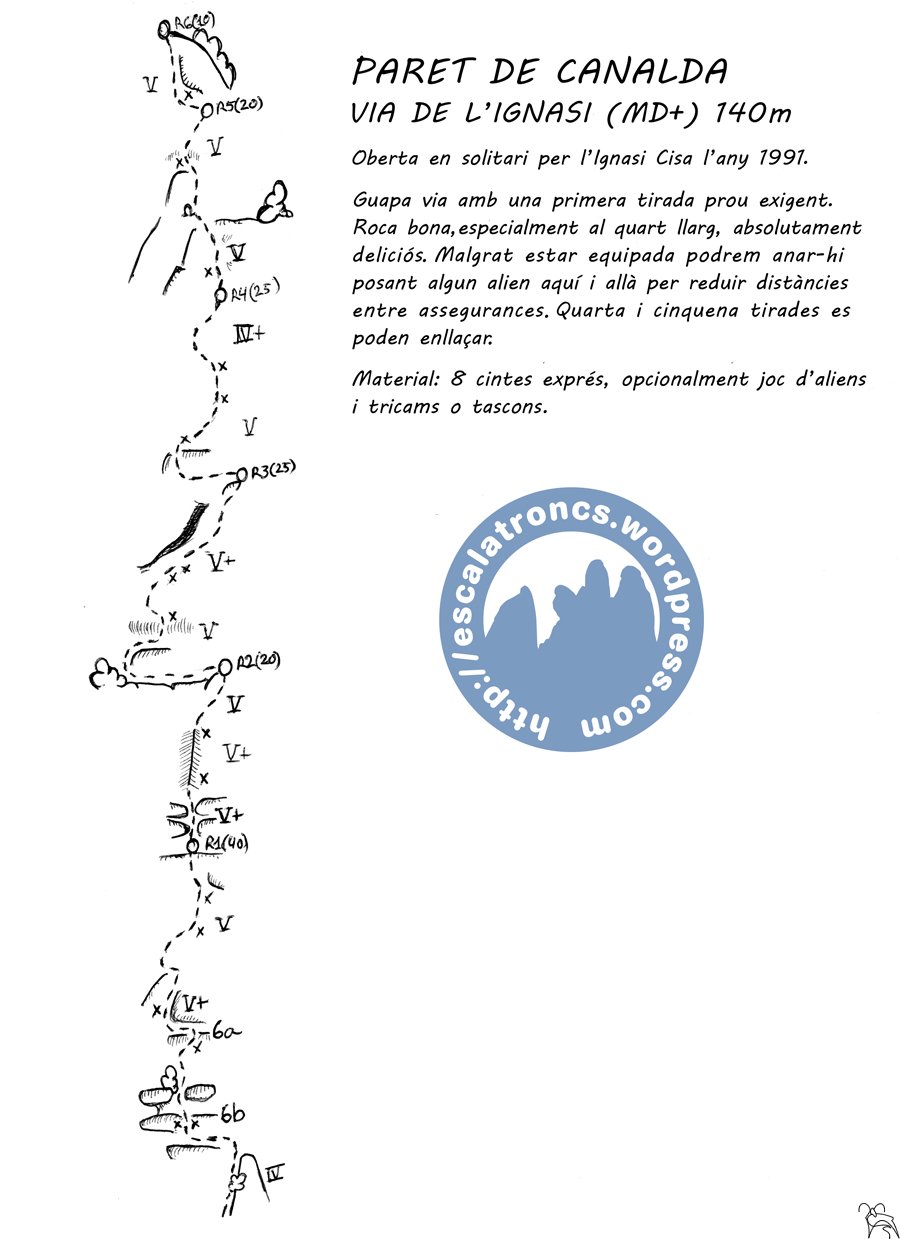 R6(10)
V
R5(20)
V
V
R4(25)
IV+
V
R3(25)
V+
V
R2(20)
V
V+
V+
R1(40)
V
V+
6a
6b
IV
PARET DE CANALDA
VIA DE L'IGNASI (MD+) 140m
Oberta en solitari per l'Ignasi Cisa l'any 1991.
Guapa via amb una primera tirada prou exigent.
Roca bona,especialment al quart llarg, absolutament
deliciós. Malgrat estar equipada podrem anar-hi
posant algun alien aquí i allà per reduir distàncies
entre assegurances. Quarta i cinquena tirades es
poden enllaçar.
Material: 8 cintes exprés, opcionalment joc d'aliens
i tricams o tascons.
http://escalatroncs.wordpress.com